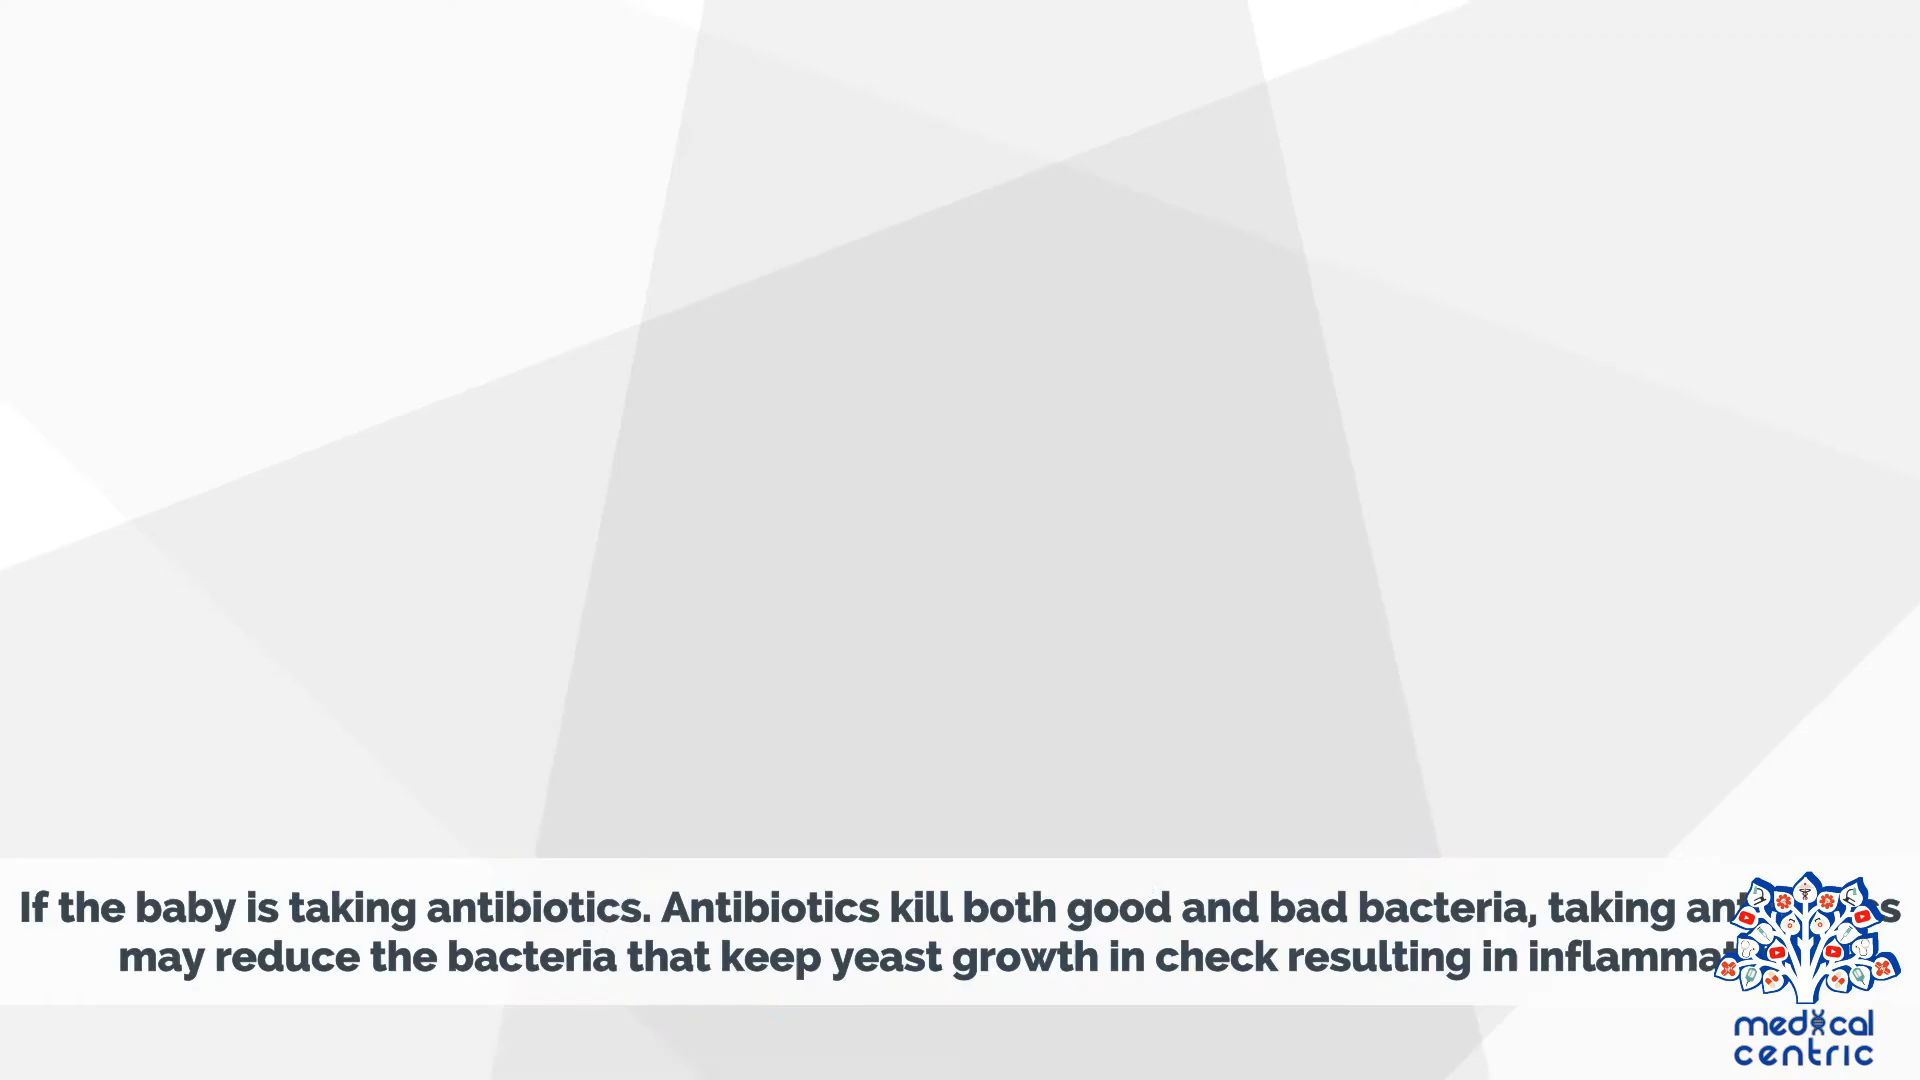 If the baby is taking antibiotics. Antibiotics kill both good and bad bacteria, taking
may reduce the bacteria that keep yeast growth in check resulting in
medical
centric